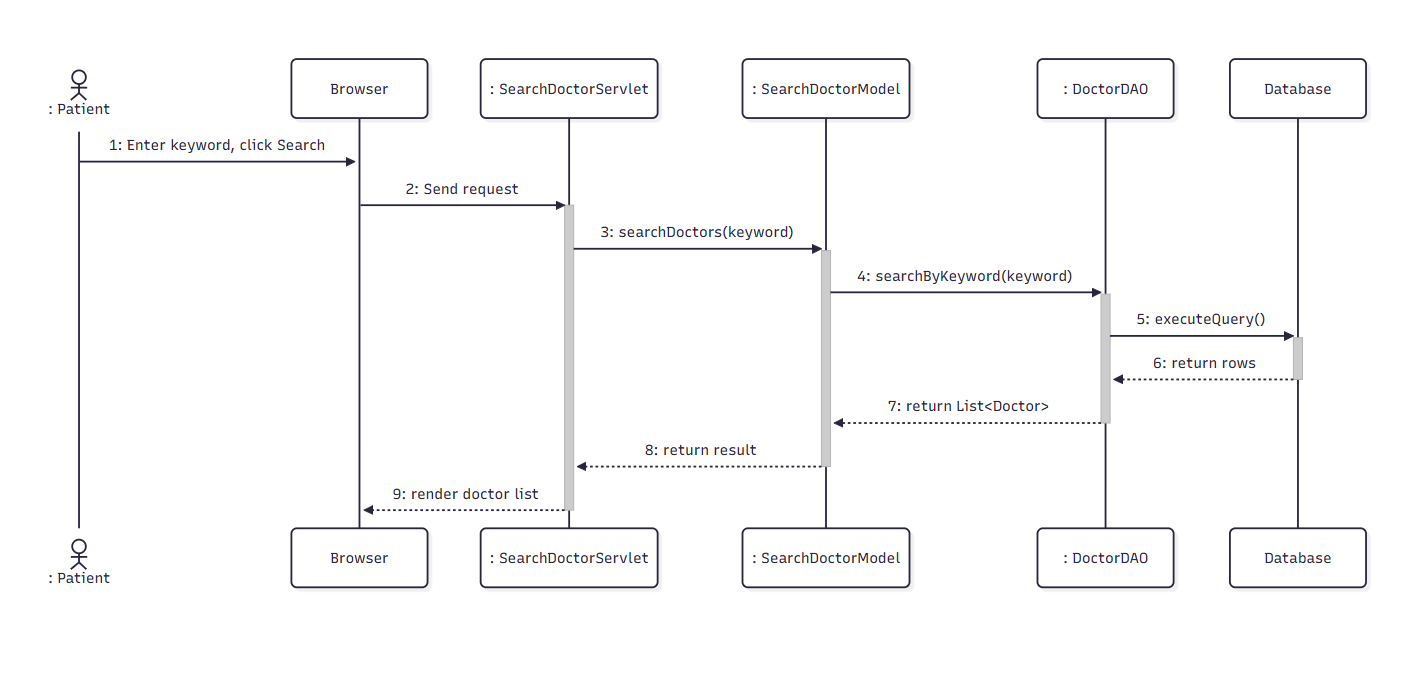 : Patient
Browser
: SearchDoctorServlet
: SearchDoctorModel
: DoctorDAO
Database
1: Enter keyword, click Search
2: Send request
3: searchDoctors(keyword)
4: searchByKeyword(keyword)
5: executeQuery()
6: return rows
7: return List<Doctor>
8: return result
9: render doctor list
: Patient
Browser
: SearchDoctorServlet
: SearchDoctorModel
: DoctorDAO
Database